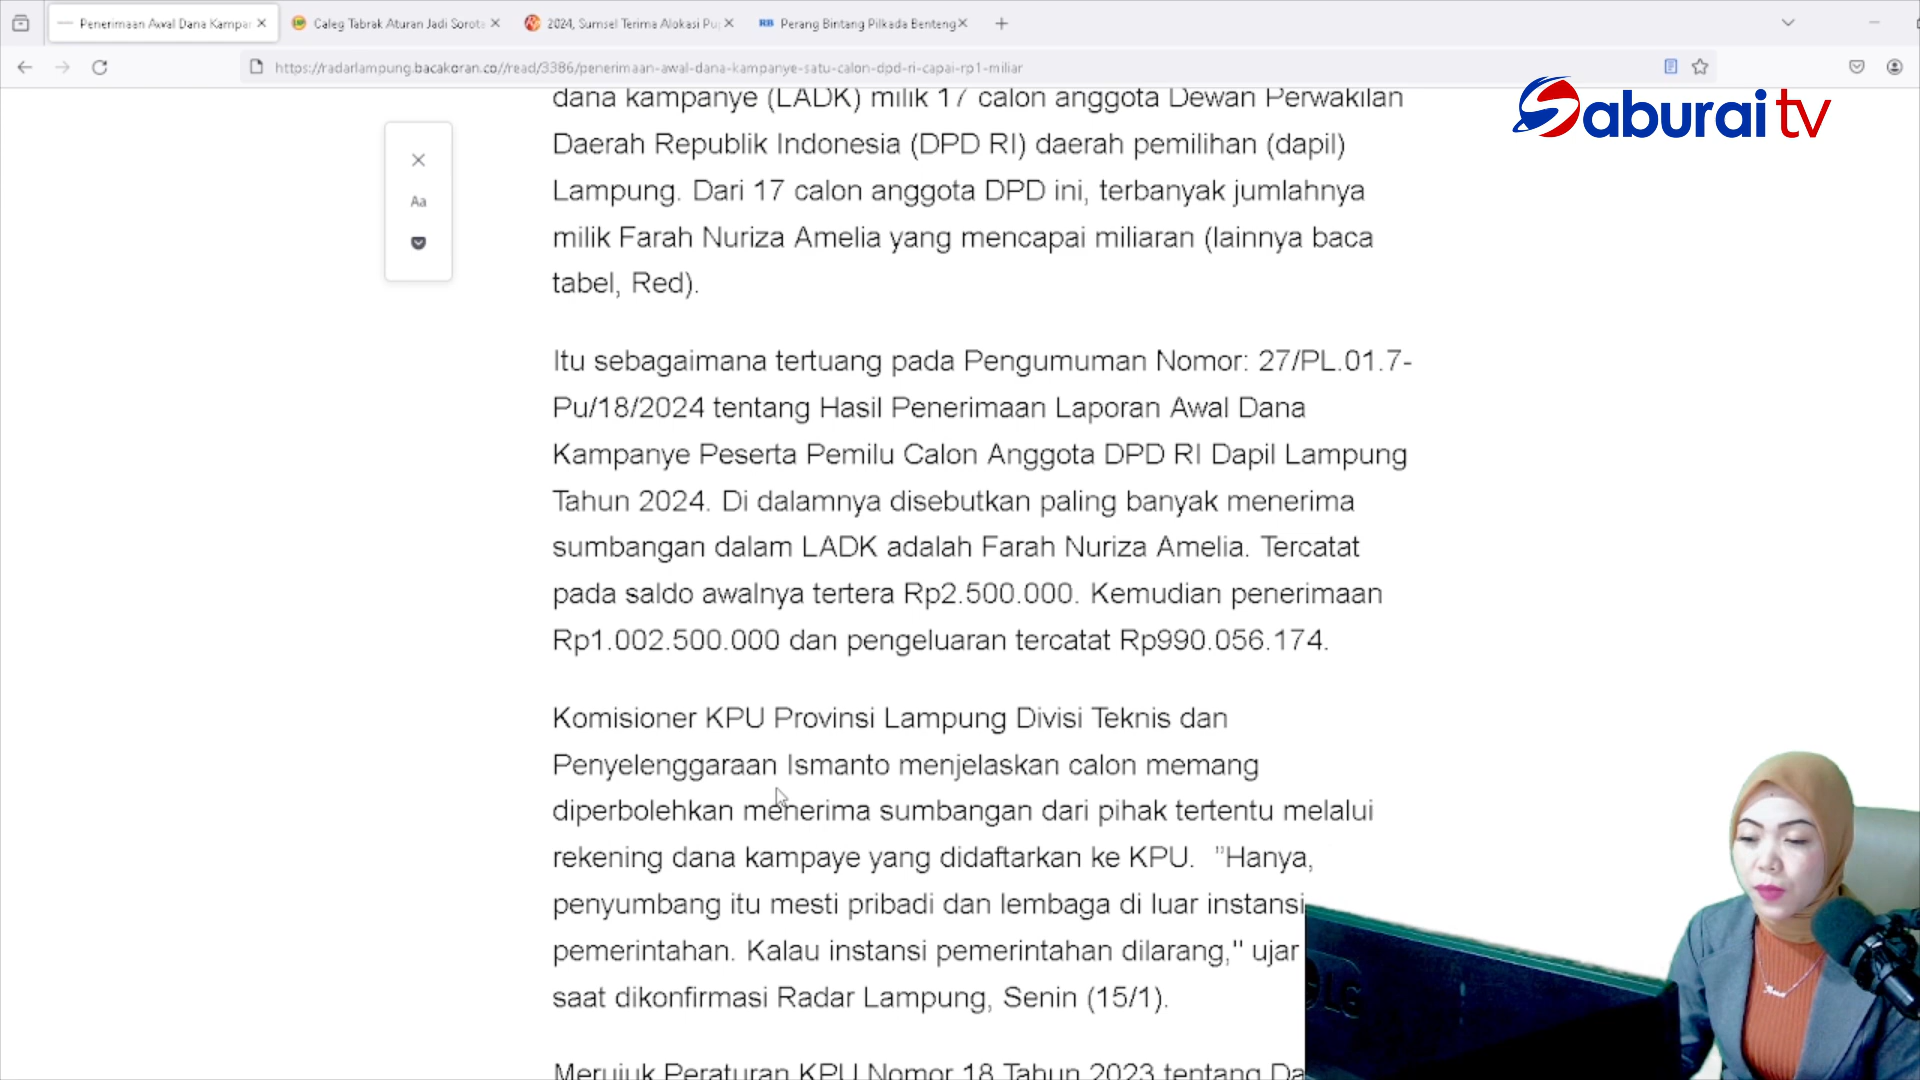 Penerimaan Awal Dana Kampar
Caleg Tabrak Aturan Jadi Sorota
2024, Sumsel Terima Alokasi Pu
RB Perang Bintang Pilkada Benteng
https://radarlampung.bacakoran.co//read/3386/penerimaan-awal-dana-kampanye-satu-calon-dpd-ri-capai-rp1-miliar
Saburai tv
Aa
dana kampanye (LADK) milik 17 calon anggota Dewan Perwakilan
Daerah Republik Indonesia (DPD RI) daerah pemilihan (dapil)
Lampung. Dari 17 calon anggota DPD ini, terbanyak jumlahnya
milik Farah Nuriza Amelia yang mencapai miliaran (lainnya baca
tabel, Red).
Itu sebagaimana tertuang pada Pengumuman Nomor: 27/PL.01.7-
Pu/18/2024 tentang Hasil Penerimaan Laporan Awal Dana
Kampanye Peserta Pemilu Calon Anggota DPD RI Dapil Lampung
Tahun 2024. Di dalamnya disebutkan paling banyak menerima
sumbangan dalam LADK adalah Farah Nuriza Amelia. Tercatat
pada saldo awalnya tertera Rp2.500.000. Kemudian penerimaan
Rp1.002.500.000 dan pengeluaran tercatat Rp990.056.174.
Komisioner KPU Provinsi Lampung Divisi Teknis dan
Penyelenggaraan Ismanto menjelaskan calon memang
diperbolehkan menerima sumbangan dari pihak tertentu melalui
rekening dana kampaye yang didaftarkan ke KPU. "Hanya,
penyumbang itu mesti pribadi dan lembaga di luar instansi
pemerintahan. Kalau instansi pemerintahan dilarang," ujar
saat dikonfirmasi Radar Lampung, Senin (15/1).
Merujuk Peraturan KPU Nomor 18 Tahun 2023 tentang Da